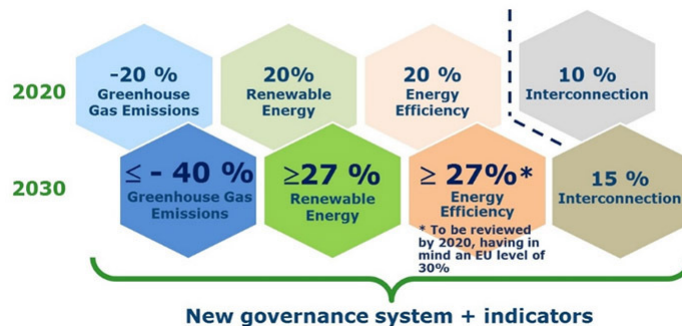 2020
-20 %
Greenhouse
Gas Emissions
20%
Renewable
Energy
20 %
Energy
Efficiency
10 %
Interconnection
2030
≤ - 40 %
Greenhouse Gas
Emissions
≥27 %
Renewable
Energy
≥ 27%*
Energy
Efficiency
* To be reviewed
by 2020, having in
mind an EU level of
30%
15 %
Interconnection
New governance system + indicators